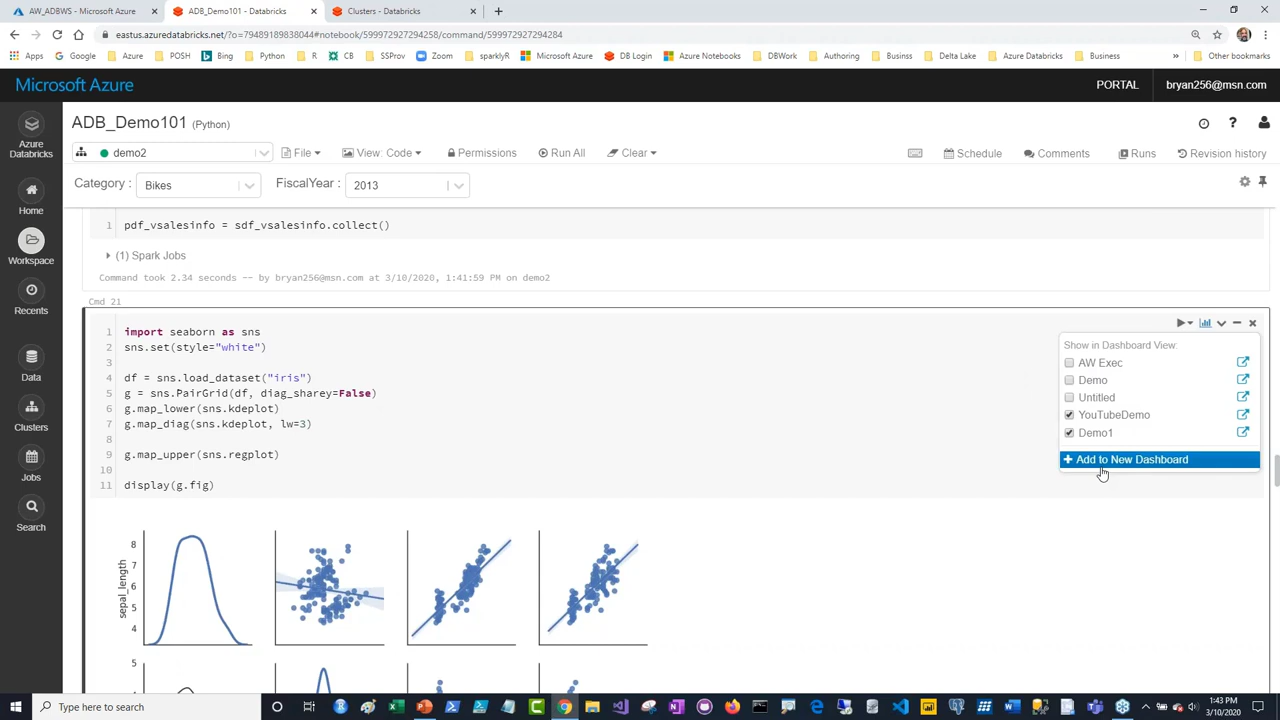 AW_ADBWS - Microsoft Azure
ADB_Demo101 - Databricks
Clusters - Databricks
eastus.azuredatabricks.net/?o=79489189838044#notebook/599972927294258/command/599972927294284
Apps Google Azure POSH Bing Python R CB SSProv Zoom sparklyR Microsoft Azure DB Login Azure Notebooks DBWork Authoring Businss Delta Lake Azure Databricks Business » Other bookmarks
Microsoft Azure
PORTAL
bryan256@msn.com
Azure Databricks
Home
Workspace
Recents
Data
Clusters
Jobs
Search
ADB_Demo101 (Python)
demo2 File View: Code Permissions Run All Clear Schedule Comments Runs Revision history
Category : Bikes FiscalYear : 2013
1 pdf_vsalesinfo = sdf_vsalesinfo.collect()
(1) Spark Jobs
Command took 2.34 seconds -- by bryan256@msn.com at 3/10/2020, 1:41:59 PM on demo2
Cmd 21
1 import seaborn as sns
2 sns.set(style="white")
3
4 df = sns.load_dataset("iris")
5 g = sns.PairGrid(df, diag_sharey=False)
6 g.map_lower(sns.kdeplot)
7 g.map_diag(sns.kdeplot, lw=3)
8
9 g.map_upper(sns.regplot)
10
11 display(g.fig)
Show in Dashboard View:
AW Exec
Demo
Untitled
YouTubeDemo
Demo1
+ Add to New Dashboard
sepal_length
8
7
6
5
4
5
Type here to search
1:43 PM
3/10/2020